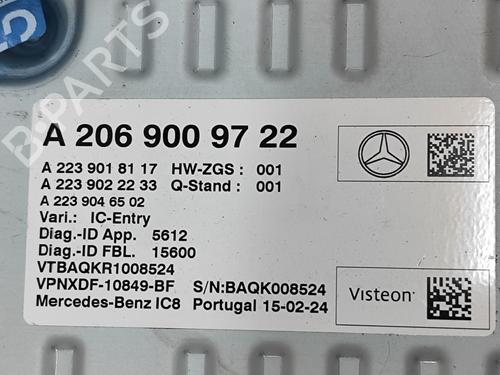 B-PARTS
A 206 900 97 22
A 223 901 81 17 HW-ZGS : 001
A 223 902 22 33 Q-Stand : 001
A 223 904 65 02
Vari.: IC-Entry
Diag.-ID App. 5612
Diag.-ID FBL. 15600
VTBAQKR1008524
VPNXDF-10849-BF S/N:BAQK008524
Mercedes-Benz IC8 Portugal 15-02-24
Visteon